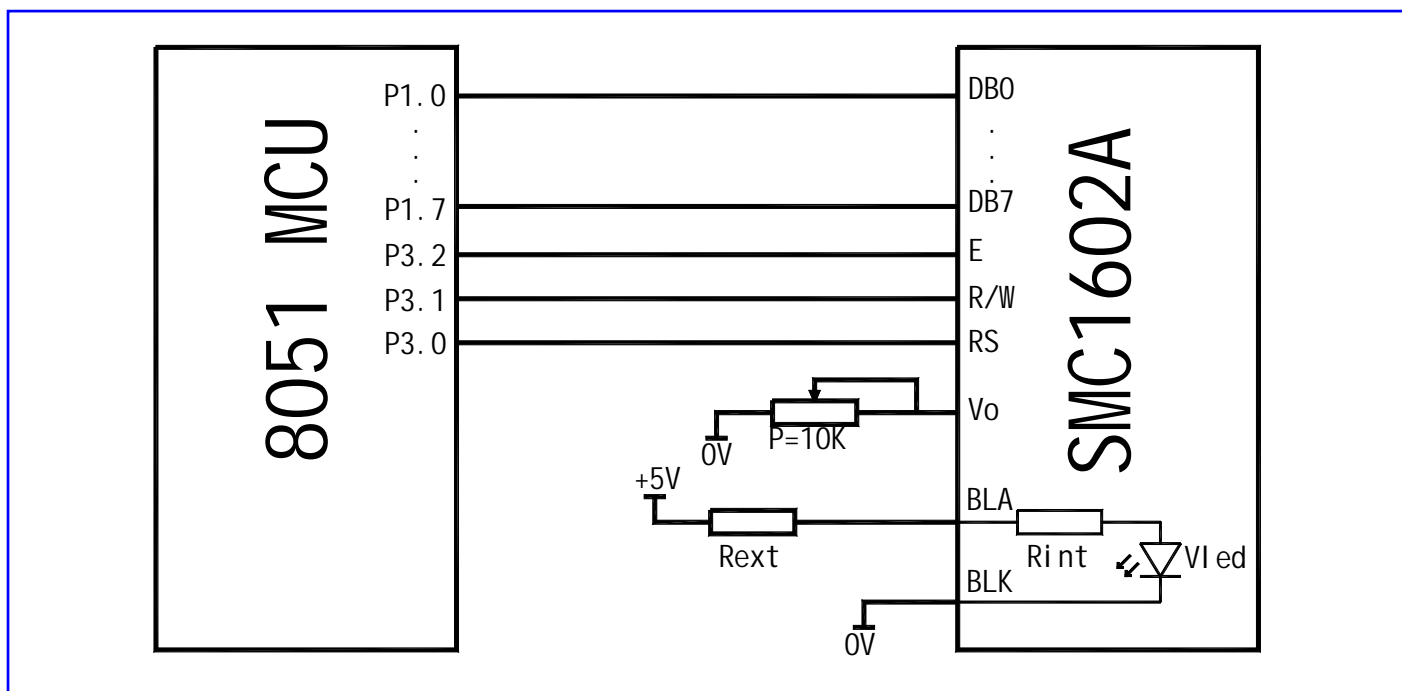 8051 MCU
P1.0
.
.
.
P1.7
P3.2
P3.1
P3.0
DB0
.
.
.
DB7
E
R/W
RS
Vo
SMC1602A
0V
P=10K
+5V
Rext
BLA
Rint
Vled
BLK
0V